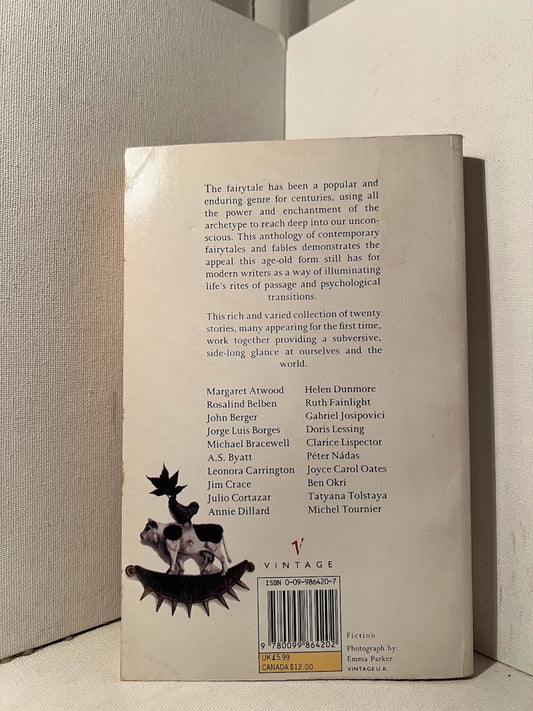 The fairytale has been a popular and
enduring genre for centuries, using all
the power and enchantment of the
archetype to reach deep into our uncon-
scious. This anthology of contemporary
fairytales and fables demonstrates the
appeal this age-old form still has for
modern writers as a way of illuminating
life's rites of passage and psychological
transitions.
This rich and varied collection of twenty
stories, many appearing for the first time,
work together providing a subversive,
side-long glance at ourselves and the
world.
Margaret Atwood
Rosalind Belben
John Berger
Jorge Luis Borges
Michael Bracewell
A.S. Byatt
Leonora Carrington
Jim Crace
Julio Cortazar
Annie Dillard
Helen Dunmore
Ruth Fainlight
Gabriel Josipovici
Doris Lessing
Clarice Lispector
Péter Nádas
Joyce Carol Oates
Ben Okri
Tatyana Tolstaya
Michel Tournier
VINTAGE
ISBN 0-09-986420-7
9 780099 864202
UK £5.99
CANADA $12.00
Fiction
Photograph by:
Emma Parker
VINTAGE U.K.